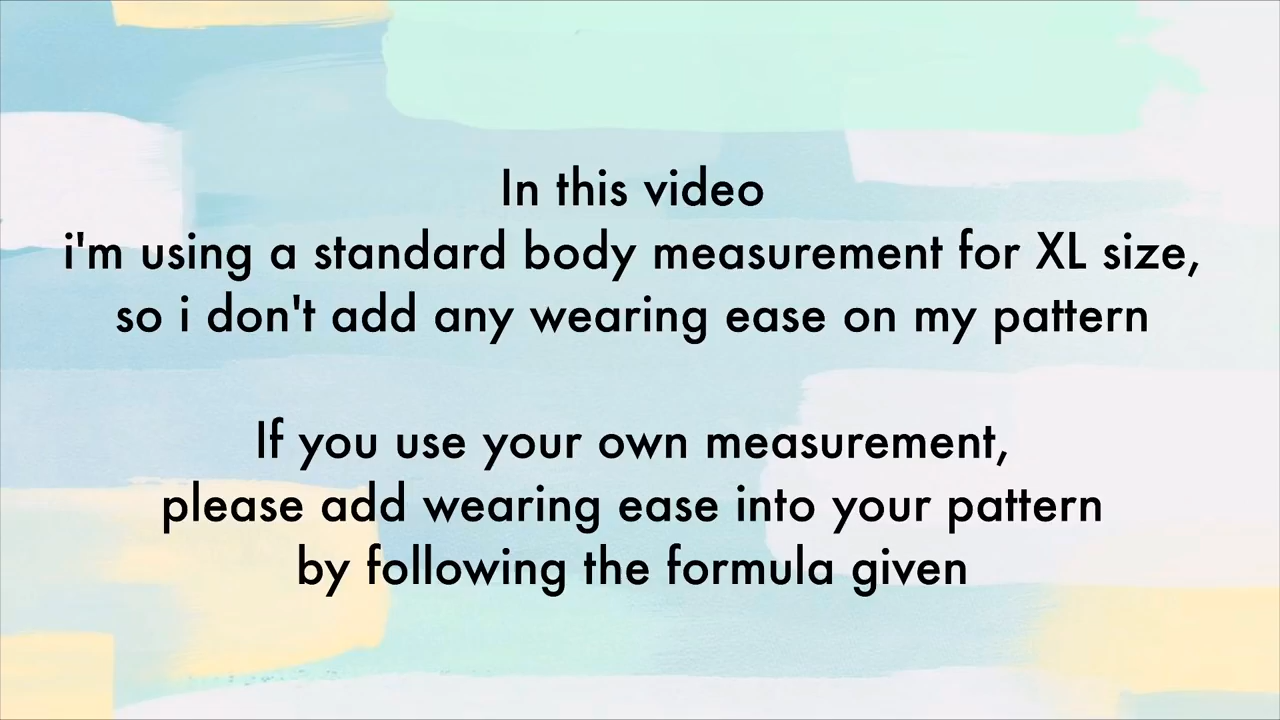 In this video
i'm using a standard body measurement for XL size,
so i don't add any wearing ease on my pattern
If you use your own measurement,
please add wearing ease into your pattern
by following the formula given